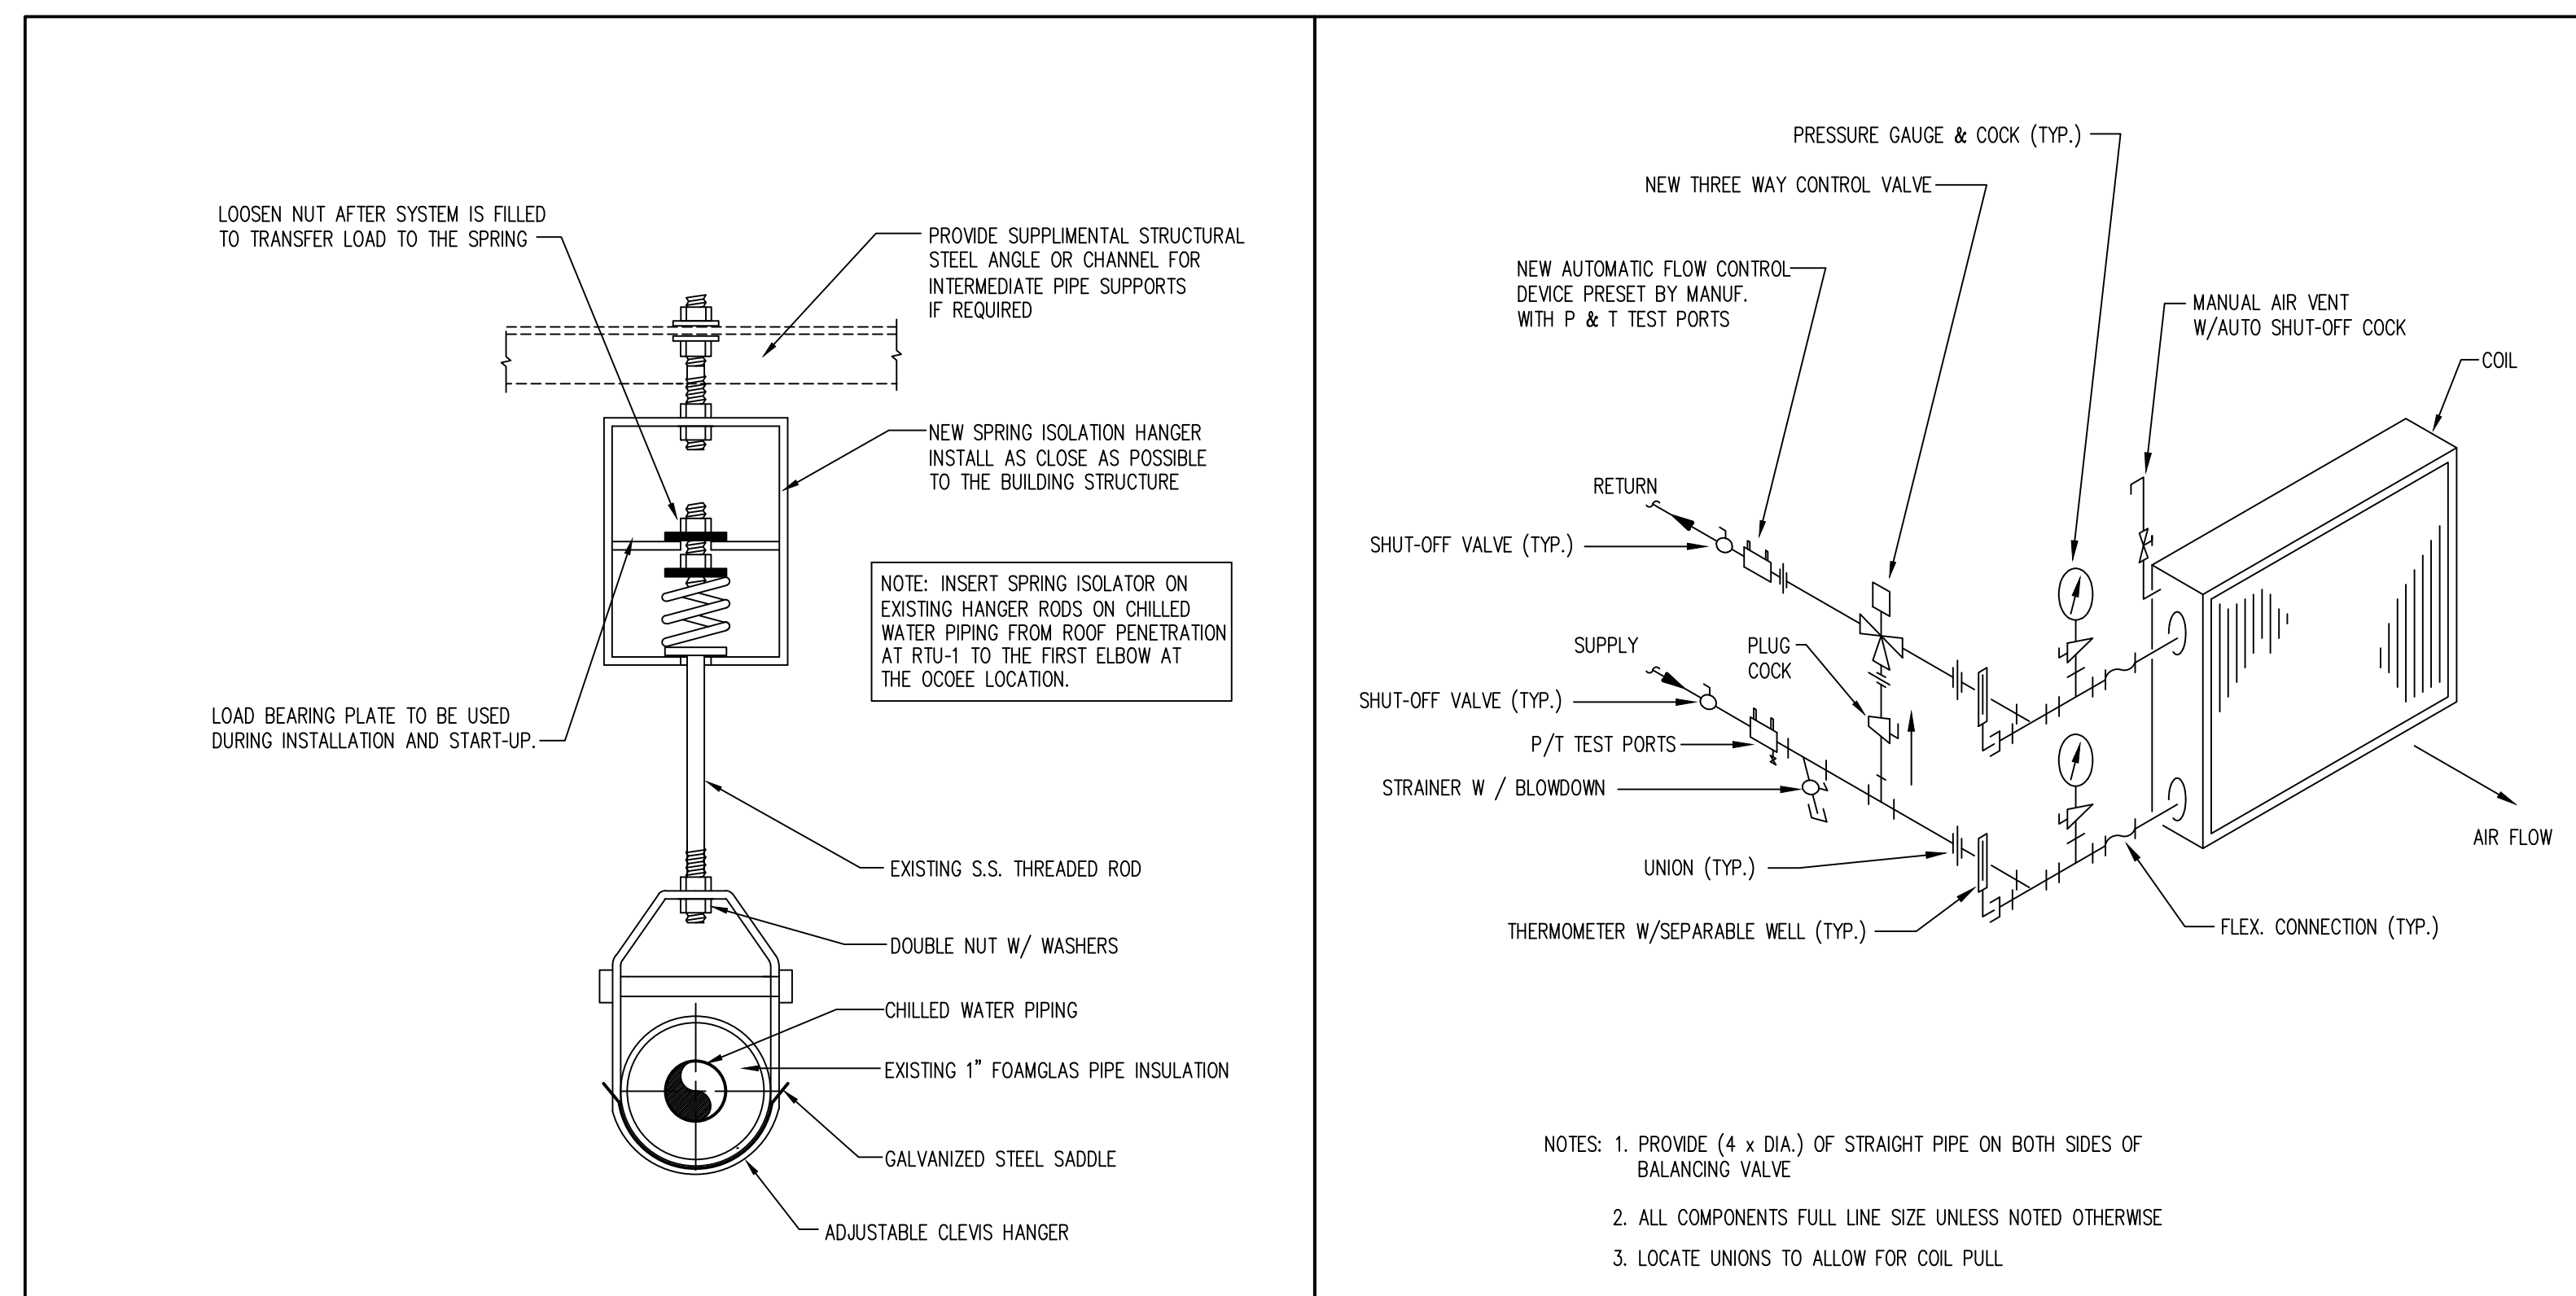 LOOSEN NUT AFTER SYSTEM IS FILLED
TO TRANSFER LOAD TO THE SPRING
PROVIDE SUPPLIMENTAL STRUCTURAL
STEEL ANGLE OR CHANNEL FOR
INTERMEDIATE PIPE SUPPORTS
IF REQUIRED
NEW SPRING ISOLATION HANGER
INSTALL AS CLOSE AS POSSIBLE
TO THE BUILDING STRUCTURE
NOTE: INSERT SPRING ISOLATOR ON
EXISTING HANGER RODS ON CHILLED
WATER PIPING FROM ROOF PENETRATION
AT RTU-1 TO THE FIRST ELBOW AT
THE OCOEE LOCATION.
LOAD BEARING PLATE TO BE USED
DURING INSTALLATION AND START-UP.
EXISTING S.S. THREADED ROD
DOUBLE NUT W/ WASHERS
CHILLED WATER PIPING
EXISTING 1" FOAMGLAS PIPE INSULATION
GALVANIZED STEEL SADDLE
ADJUSTABLE CLEVIS HANGER
PRESSURE GAUGE & COCK (TYP.)
NEW THREE WAY CONTROL VALVE
NEW AUTOMATIC FLOW CONTROL
DEVICE PRESET BY MANUF.
WITH P & T TEST PORTS
MANUAL AIR VENT
W/AUTO SHUT-OFF COCK
COIL
RETURN
SHUT-OFF VALVE (TYP.)
SUPPLY
PLUG
COCK
SHUT-OFF VALVE (TYP.)
P/T TEST PORTS
STRAINER W / BLOWDOWN
AIR FLOW
UNION (TYP.)
THERMOMETER W/SEPARABLE WELL (TYP.)
FLEX. CONNECTION (TYP.)
NOTES: 1. PROVIDE (4 x DIA.) OF STRAIGHT PIPE ON BOTH SIDES OF
BALANCING VALVE
2. ALL COMPONENTS FULL LINE SIZE UNLESS NOTED OTHERWISE
3. LOCATE UNIONS TO ALLOW FOR COIL PULL